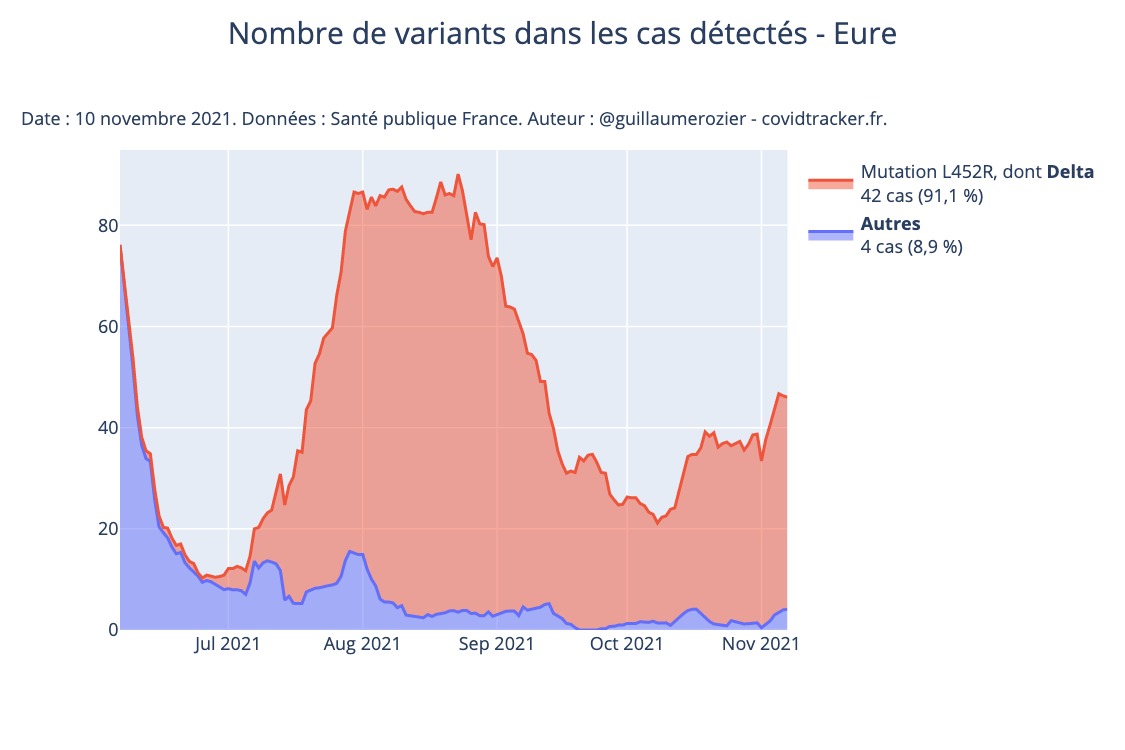 Nombre de variants dans les cas détectés - Eure
Date : 10 novembre 2021. Données : Santé publique France. Auteur : @guillaumerozier - covidtracker.fr.
Mutation L452R, dont Delta
42 cas (91,1 %)
Autres
4 cas (8,9 %)
80
60
40
20
0
Jul 2021
Aug 2021
Sep 2021
Oct 2021
Nov 2021